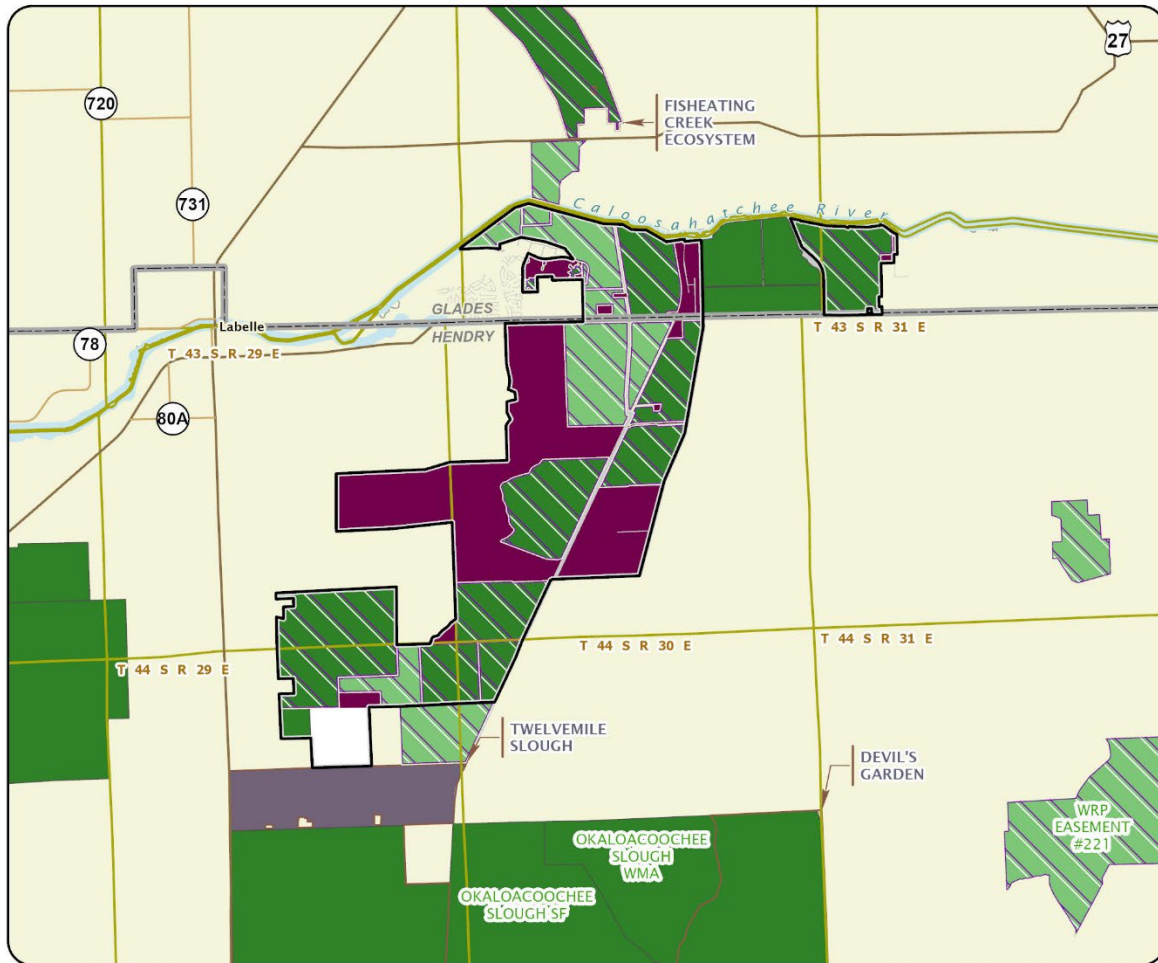 27
720
FISHEATING
CREEK
ECOSYSTEM
731
Caloosahatchee River
GLADES
Labelle
HENDRY
T 43 S R 31 E
78
T 43 S R 29 E
80A
T 44 S R 29 E
T 44 S R 30 E
T 44 S R 31 E
TWELVEMILE
SLOUGH
DEVIL'S
GARDEN
WRP
EASEMENT
#221
OKALOACOOCHEE
SLOUGH
WMA
OKALOACOOCHEE
SLOUGH SF